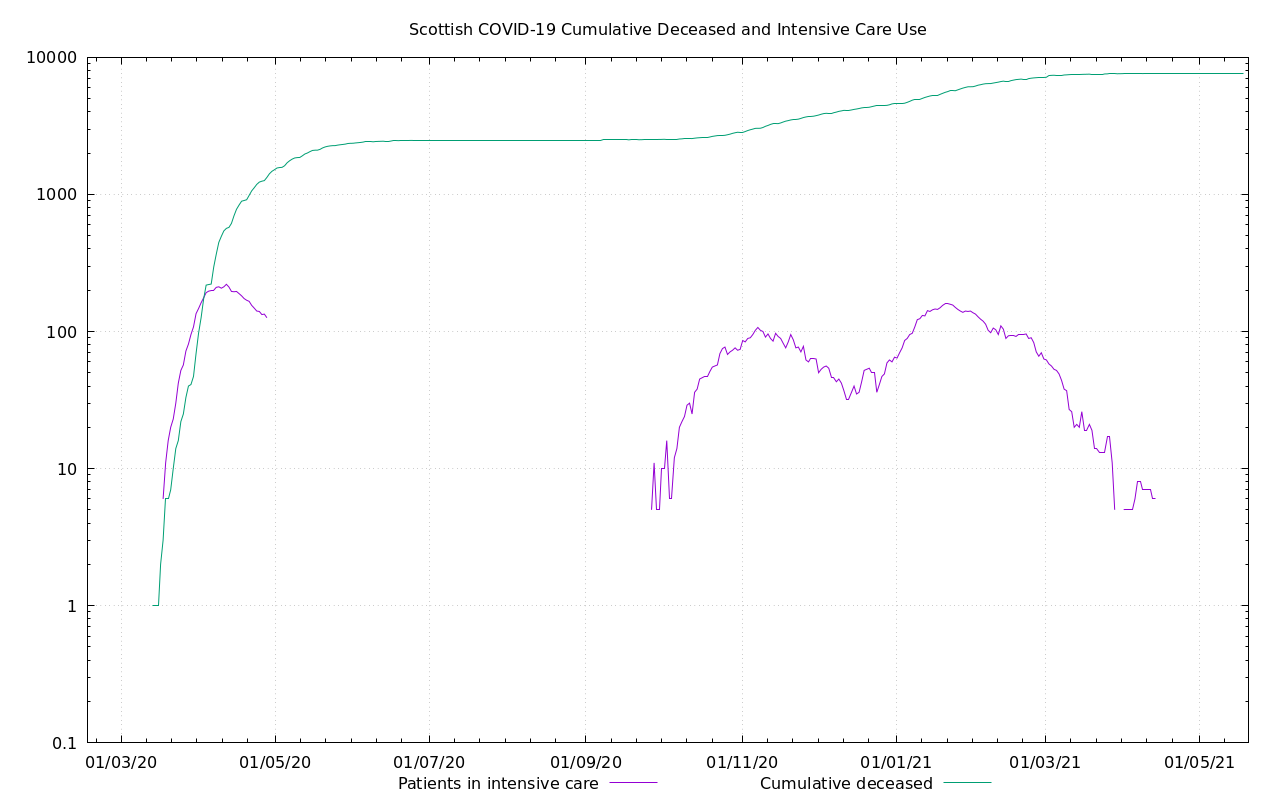 Scottish COVID-19 Cumulative Deceased and Intensive Care Use
10000
1000
100
10
1
0.1
01/03/20 01/05/20 01/07/20 01/09/20 01/11/20 01/01/21 01/03/21 01/05/21
Patients in intensive care Cumulative deceased